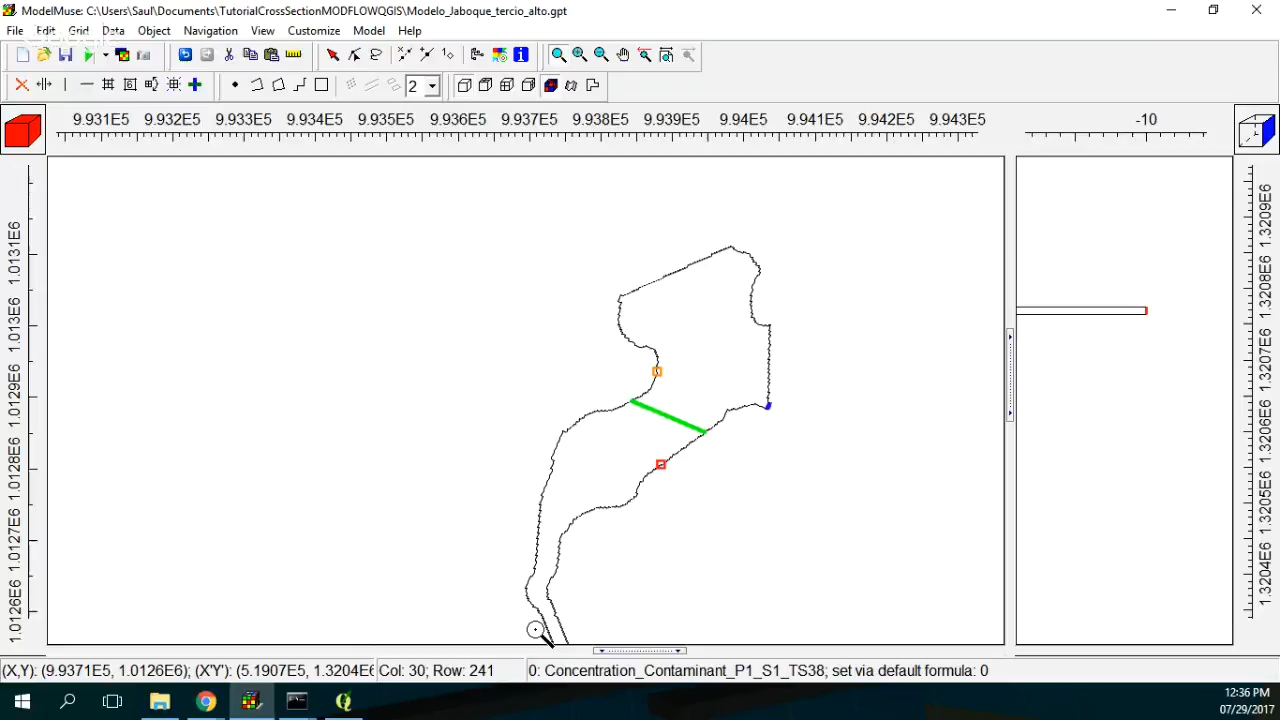 ModelMuse: C:\Users\Saul\Documents\TutorialCrossSectionMODFLOWQGIS\Modelo_Jaboque_tercio_alto.gpt
File Edit Grid Data Object Navigation View Customize Model Help
2
9.931E5 9.932E5 9.933E5 9.934E5 9.935E5 9.936E5 9.937E5 9.938E5 9.939E5 9.94E5 9.941E5 9.942E5 9.943E5 -10
1.0131E6
1.013E6
1.0129E6
1.0128E6
1.0127E6
1.0126E6
1.3209E6
1.3208E6
1.3207E6
1.3206E6
1.3205E6
1.3204E6
(X,Y): (9.9371E5, 1.0126E6); (X'Y'): (5.1907E5, 1.3204E6 Col: 30; Row: 241 0: Concentration_Contaminant_P1_S1_TS38; set via default formula: 0
12:36 PM
07/29/2017